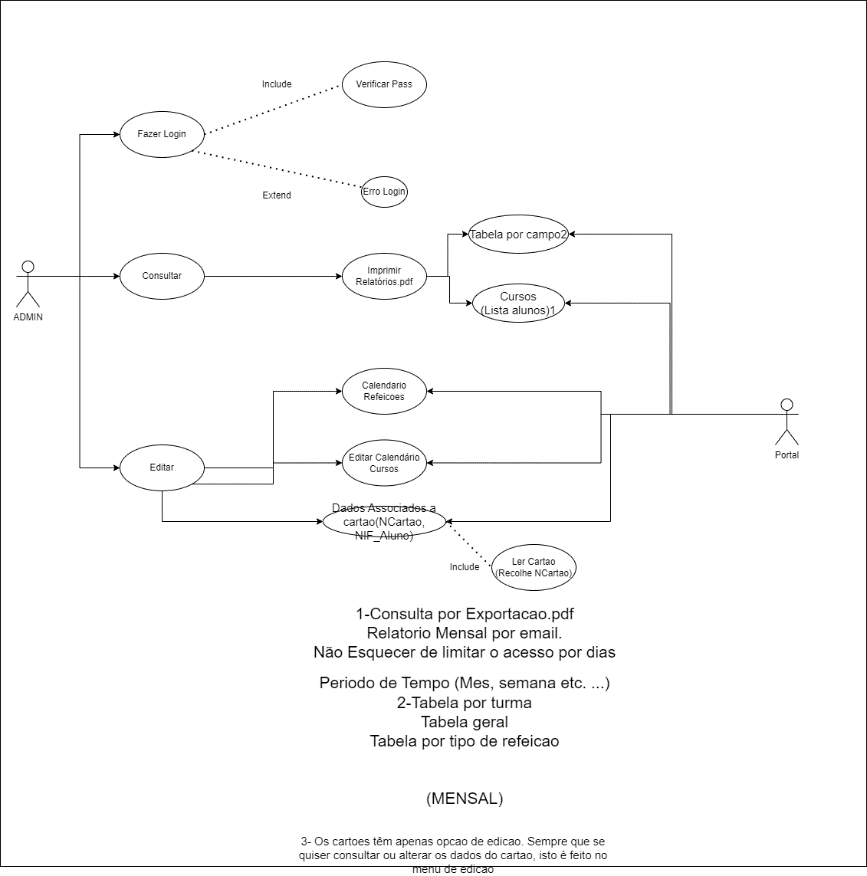 Include
Verificar Pass
Fazer Login
Extend
Erro Login
Tabela por campo2
Consultar
Imprimir
Relatórios.pdf
Cursos
(Lista alunos)1
ADMIN
Calendario
Refeicoes
Portal
Editar
Editar Calendário
Cursos
Dados Associados a
cartao(NCartao,
NIF_Aluno)
Include
Ler Cartao
(Recolhe NCartao)
1-Consulta por Exportacao.pdf
Relatorio Mensal por email.
Não Esquecer de limitar o acesso por dias
Periodo de Tempo (Mes, semana etc. ...)
2-Tabela por turma
Tabela geral
Tabela por tipo de refeicao
(MENSAL)
3- Os cartoes têm apenas opcao de edicao. Sempre que se
quiser consultar ou alterar os dados do cartao, isto è feito no
menu de edicao